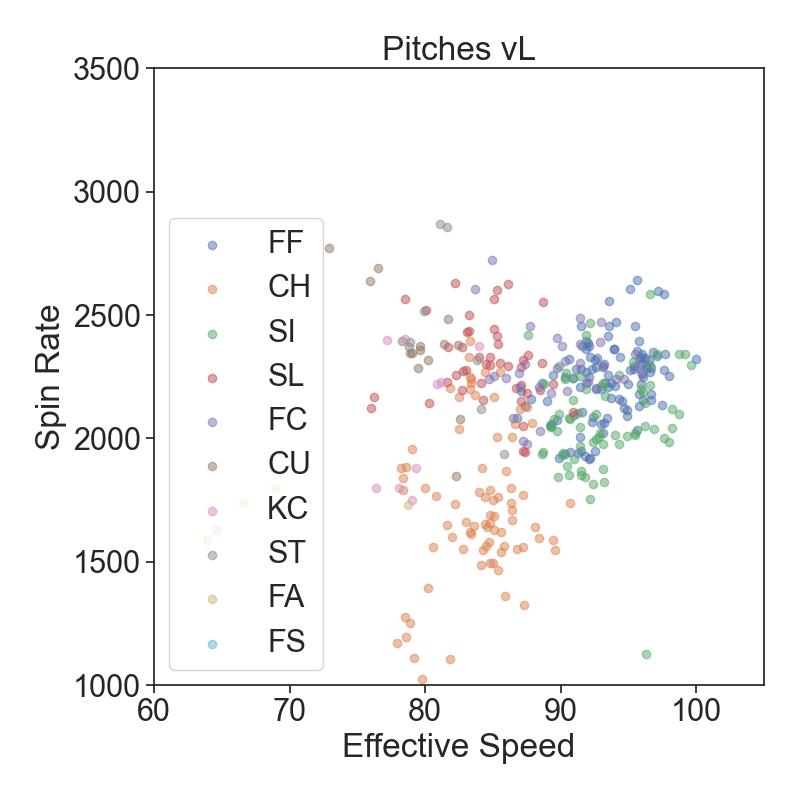 Pitches vL
3500
3000
2500
2000
1500
1000
Spin Rate
FF
CH
SI
SL
FC
CU
KC
ST
FA
FS
60
70
80
90
100
Effective Speed